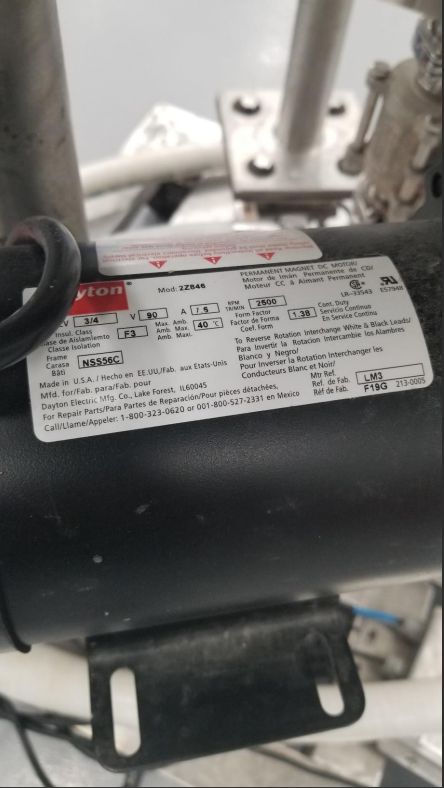 yton
Mod: 2Z846
PERMANENT MAGNET DC MOTOR/
Motor de Imán Permanente de CD/
Moteur CC à Aimant Permanent
LR-33543
E57948
3/4 V 90 A
RPM
TR/MIN 2500
Cont. Duty
Servicio Continuo
En Service Continu
Insul. Class
Clase de Aislamiento
Classe Isolation
F3
Max. Amb.
Amb. Max.
Amb. Maxi.
40 °C
Form Factor
Factor de Forma
Coef. Form
1.38
Frame
Carasa
Bâti
NSS56C
To Reverse Rotation Interchange White & Black Leads/
Para Invertir la Rotacion Intercambie los Alambres
Blanco y Negro/
Pour Inverser la Rotation Interchanger les
Conducteurs Blanc et Noir/
Made in U.S.A./ Hecho en EE.UU/Fab. aux Etats-Unis
Mfd. for/Fab. para/Fab. pour
Dayton Electric Mfg. Co., Lake Forest, IL60045
For Repair Parts/Para Partes de Reparación/Pour pièces détachées,
Call/Llame/Appeler: 1-800-323-0620 or 001-800-527-2331 en Mexico
Mtr Ref.
Ref. de Fab.
Réf de Fab.
LM3
F19G
213-0005